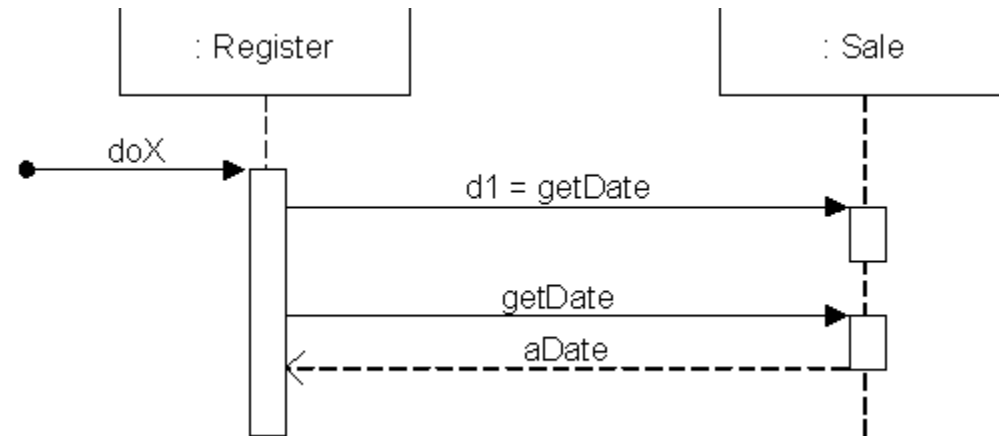 : Register
: Sale
doX
d1 = getDate
getDate
aDate